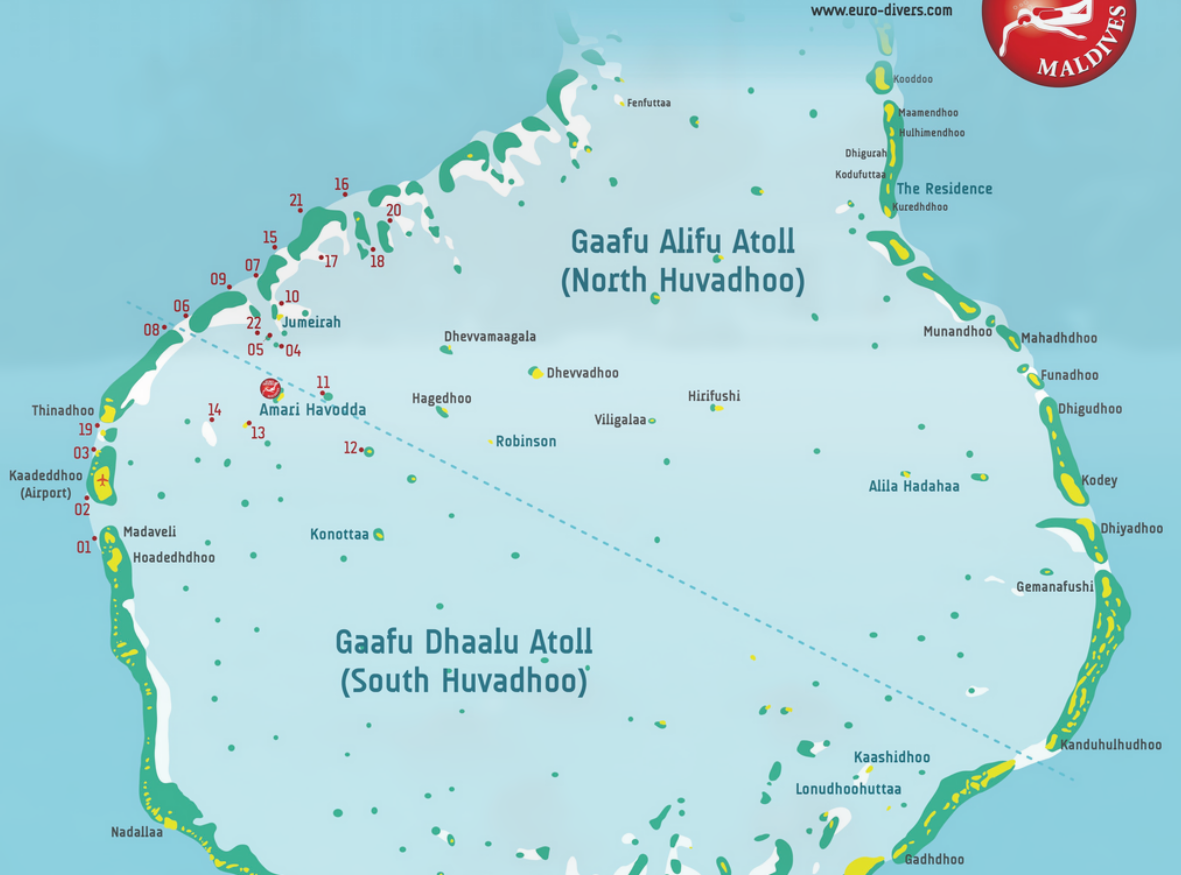 www.euro-divers.com
MALDIVES
Kooddoo
Fenfuttaa
Maamendhoo
Hulhimendhoo
Dhigurah
Kodufuttaa
16
The Residence
21
20
Kuredhdhoo
15
Gaafu Alifu Atoll
17
18
07
(North Huvadhoo)
09
10
06
22
Jumeirah
08
Munandhoo
Dhevvamaagala
Mahadhdhoo
05
04
Dhevvadhoo
Funadhoo
11
Hagedhoo
Hirifushi
Thinadhoo
14
Amari Havodda
Dhigudhoo
Viligalaa
19
13
Robinson
03
12
Kaadeddhoo
(Airport)
Kodey
Alila Hadahaa
02
Dhiyadhoo
Madaveli
Konottaa
01
Hoadedhdhoo
Gemanafushi
Gaafu Dhaalu Atoll
(South Huvadhoo)
Kanduhulhudhoo
Kaashidhoo
Lonudhoohuttaa
Nadallaa
Gadhdhoo